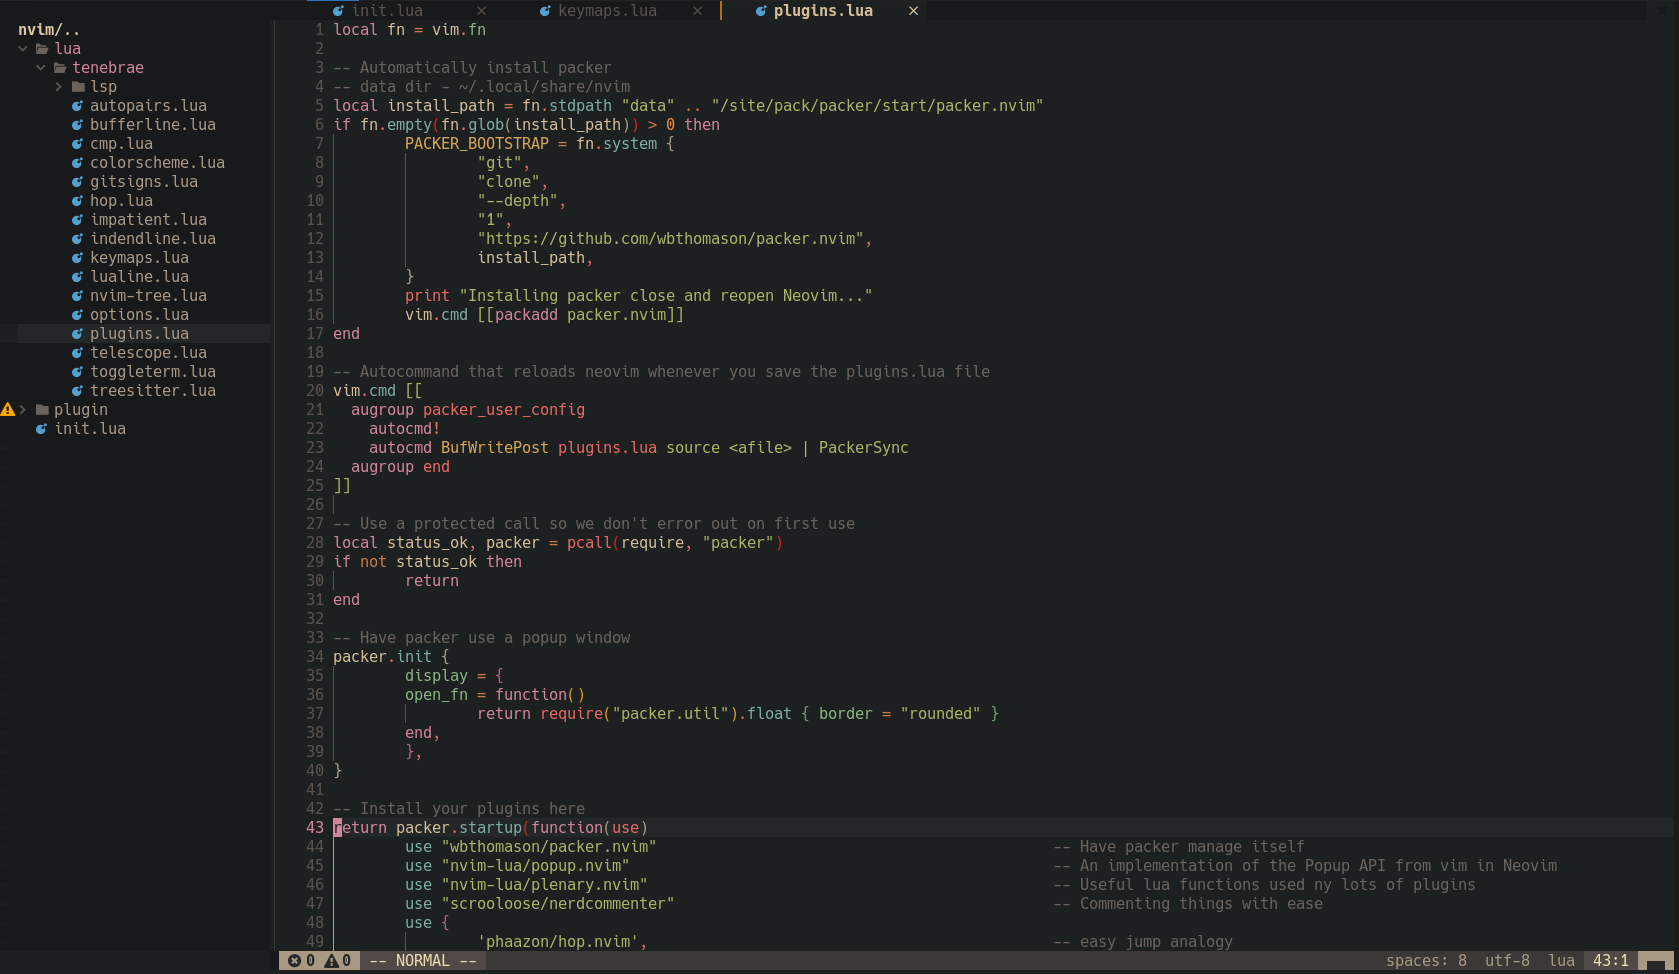 init.lua × keymaps.lua × plugins.lua ×
nvim/..
lua
tenebrae
lsp
autopairs.lua
bufferline.lua
cmp.lua
colorscheme.lua
gitsigns.lua
hop.lua
impatient.lua
indendline.lua
keymaps.lua
lualine.lua
nvim-tree.lua
options.lua
plugins.lua
telescope.lua
toggleterm.lua
treesitter.lua
plugin
init.lua
1 local fn = vim.fn
2
3 -- Automatically install packer
4 -- data dir - ~/.local/share/nvim
5 local install_path = fn.stdpath "data" .. "/site/pack/packer/start/packer.nvim"
6 if fn.empty(fn.glob(install_path)) > 0 then
7 PACKER_BOOTSTRAP = fn.system {
8 "git",
9 "clone",
10 "--depth",
11 "1",
12 "https://github.com/wbthomason/packer.nvim",
13 install_path,
14 }
15 print "Installing packer close and reopen Neovim..."
16 vim.cmd [[packadd packer.nvim]]
17 end
18
19 -- Autocommand that reloads neovim whenever you save the plugins.lua file
20 vim.cmd [[
21 augroup packer_user_config
22 autocmd!
23 autocmd BufWritePost plugins.lua source <afile> | PackerSync
24 augroup end
25 ]]
26
27 -- Use a protected call so we don't error out on first use
28 local status_ok, packer = pcall(require, "packer")
29 if not status_ok then
30 return
31 end
32
33 -- Have packer use a popup window
34 packer.init {
35 display = {
36 open_fn = function()
37 return require("packer.util").float { border = "rounded" }
38 end,
39 },
40 }
41
42 -- Install your plugins here
43 return packer.startup(function(use)
44 use "wbthomason/packer.nvim" -- Have packer manage itself
45 use "nvim-lua/popup.nvim" -- An implementation of the Popup API from vim in Neovim
46 use "nvim-lua/plenary.nvim" -- Useful lua functions used ny lots of plugins
47 use "scrooloose/nerdcommenter" -- Commenting things with ease
48 use {
49 'phaazon/hop.nvim', -- easy jump analogy
0 0 -- NORMAL -- spaces: 8 utf-8 lua 43:1